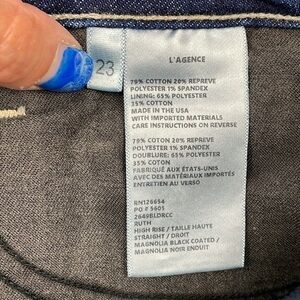 23
L'AGENCE
79% COTTON 20% REPREVE
POLYESTER 1% SPANDEX
LINING: 65% POLYESTER
35% COTTON
MADE IN THE USA
WITH IMPORTED MATERIALS
CARE INSTRUCTIONS ON REVERSE
79% COTTON 20% REPREVE
POLYESTER 1% SPANDEX
DOUBLURE: 65% POLYESTER
35% COTON
FABRIQUÉ AUX ÉTATS-UNIS
AVEC DES MATÉRIAUX IMPORTÉS
ENTRETIEN AU VERSO
RN126654
PO # 5601
2649BLDRCC
RUTH
HIGH RISE / TAILLE HAUTE
STRAIGHT / DROIT
MAGNOLIA BLACK COATED /
MAGNOLIA NOIR ENDUIT